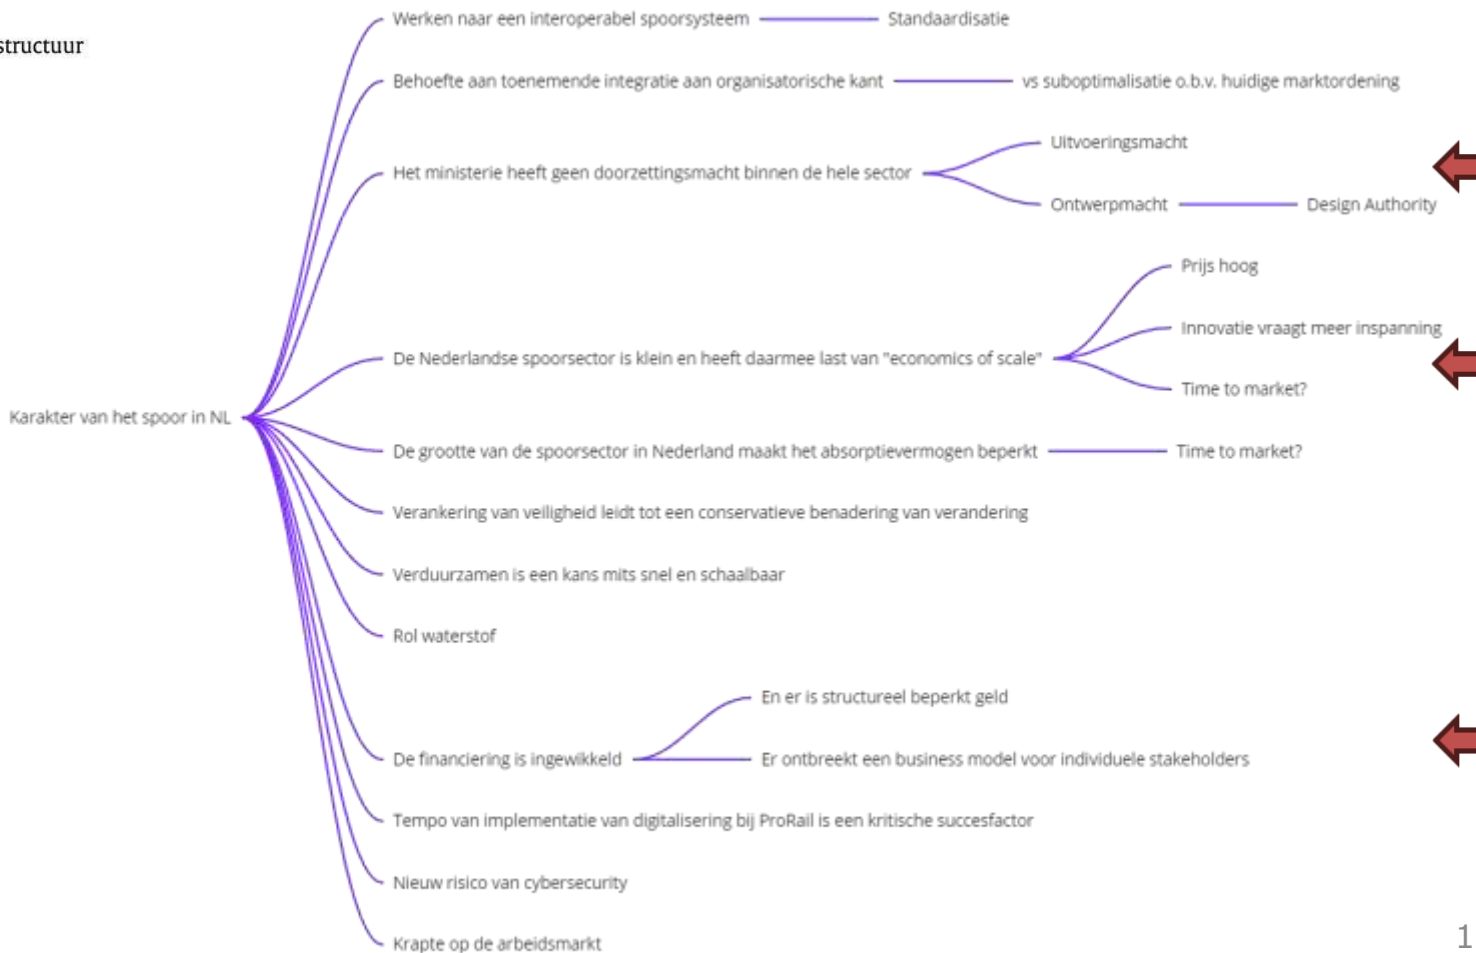 structuur
Karakter van het spoor in NL
Werken naar een interoperabel spoorsysteem
Standaardisatie
Behoefte aan toenemende integratie aan organisatorische kant
vs suboptimalisatie o.b.v. huidige marktordening
Het ministerie heeft geen doorzettingsmacht binnen de hele sector
Uitvoeringsmacht
Ontwerpmacht
Design Authority
De Nederlandse spoorsector is klein en heeft daarmee last van "economics of scale"
Prijs hoog
Innovatie vraagt meer inspanning
Time to market?
De grootte van de spoorsector in Nederland maakt het absorptievermogen beperkt
Time to market?
Verankering van veiligheid leidt tot een conservatieve benadering van verandering
Verduurzamen is een kans mits snel en schaalbaar
Rol waterstof
De financiering is ingewikkeld
En er is structureel beperkt geld
Er ontbreekt een business model voor individuele stakeholders
Tempo van implementatie van digitalisering bij ProRail is een kritische succesfactor
Nieuw risico van cybersecurity
Krapte op de arbeidsmarkt
1